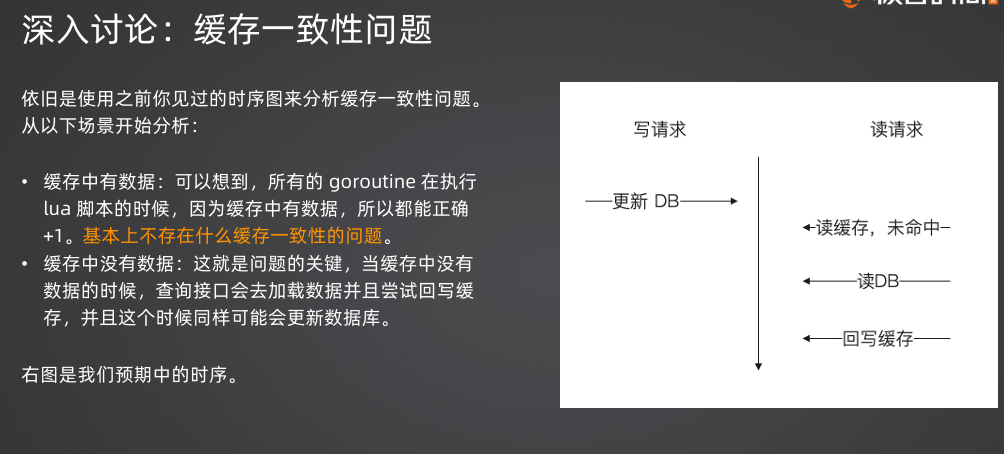 深入讨论：缓存一致性问题
依旧是使用之前你见过的时序图来分析缓存一致性问题。
从以下场景开始分析：
• 缓存中有数据：可以想到，所有的 goroutine 在执行
lua 脚本的时候，因为缓存中有数据，所以都能正确
+1。基本上不存在什么缓存一致性的问题。
• 缓存中没有数据：这就是问题的关键，当缓存中没有
数据的时候，查询接口会去加载数据并且尝试回写缓
存，并且这个时候同样可能会更新数据库。
右图是我们预期中的时序。
写请求
读请求
更新 DB
读缓存，未命中
读DB
回写缓存